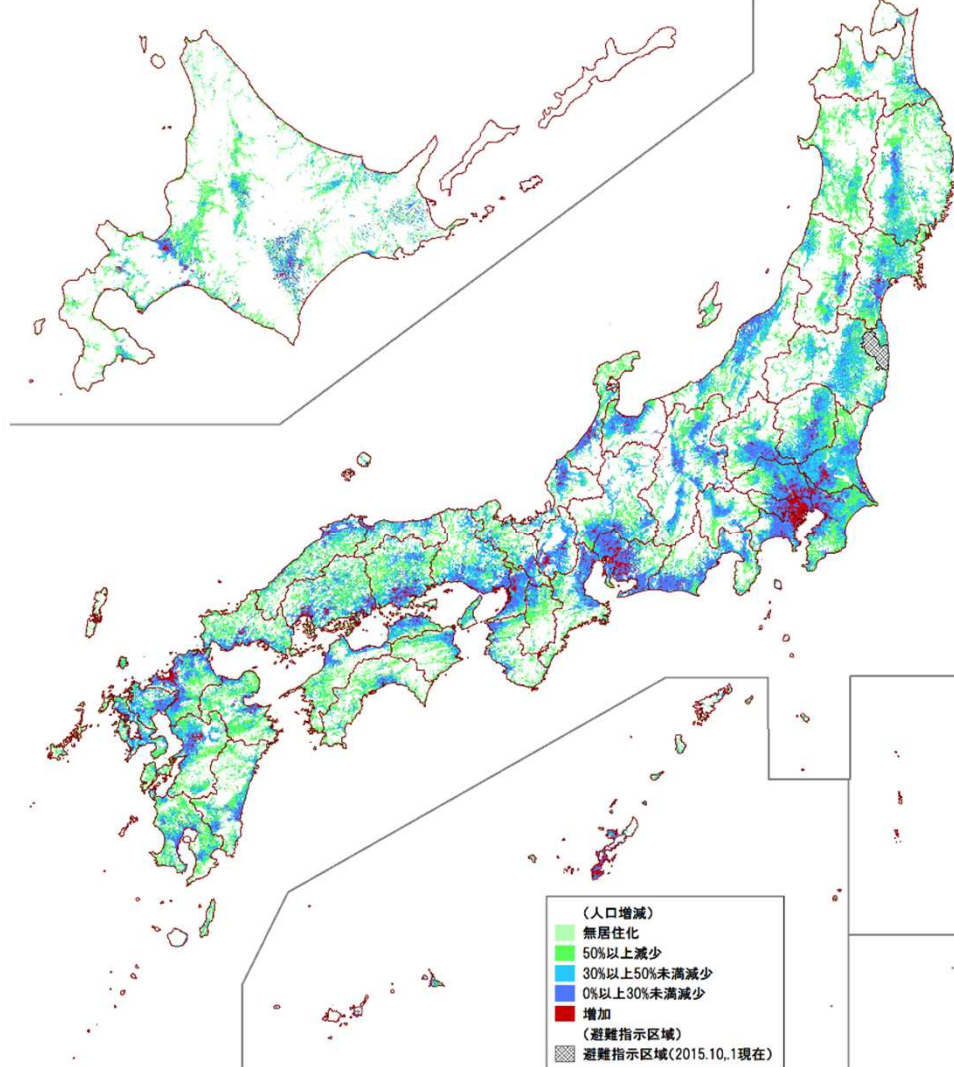 (人口増減)
無居住化
50%以上減少
30%以上50%未満減少
0%以上30%未満減少
増加
(避難指示区域)
避難指示区域(2015.10,.1現在)